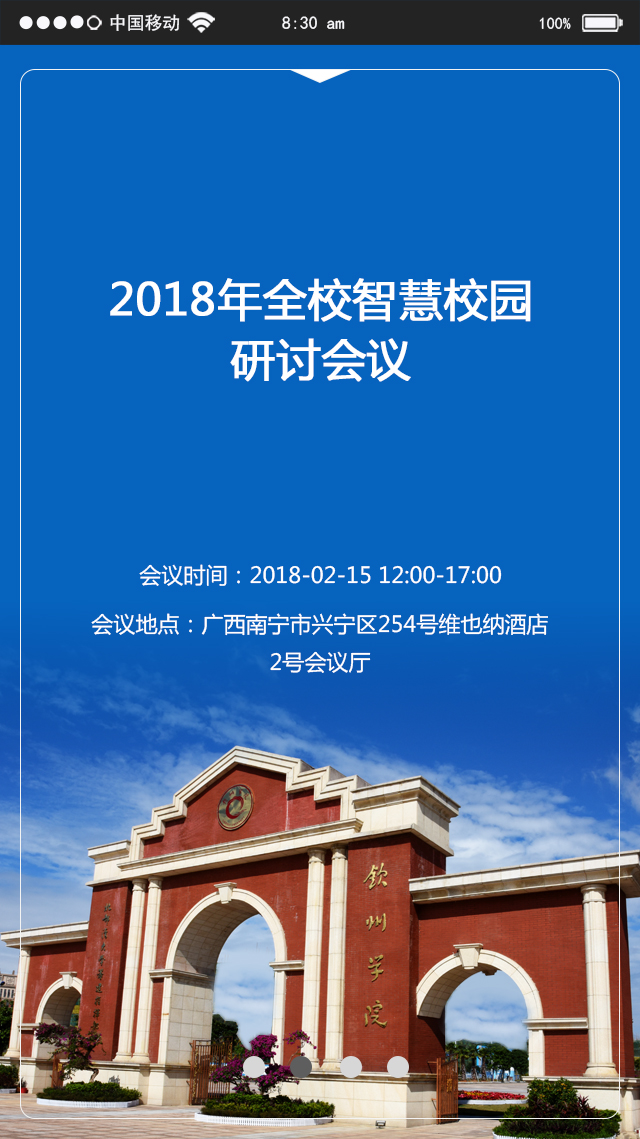 中国移动
8:30 am
100%
2018年全校智慧校园
研讨会议
会议时间：2018-02-15 12:00-17:00
会议地点：广西南宁市兴宁区254号维也纳酒店
2号会议厅
钦州学院